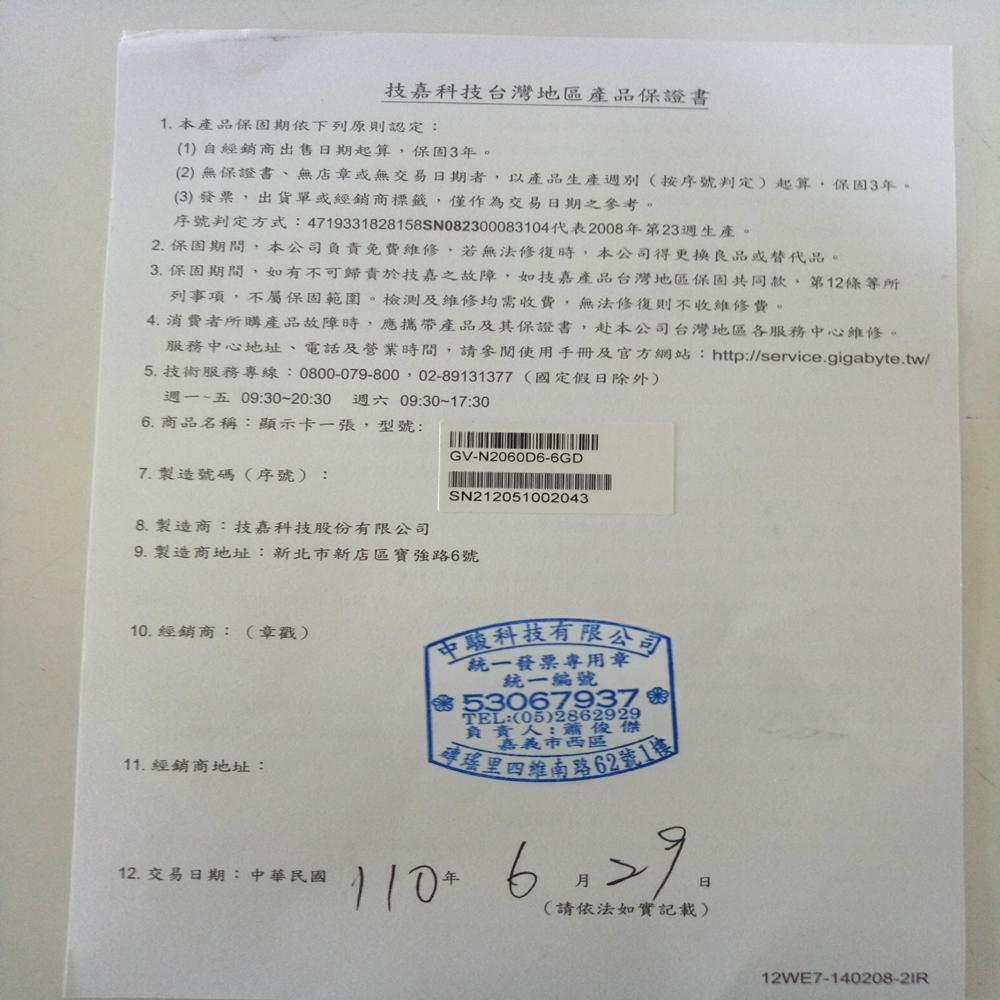 技嘉科技台灣地區產品保證書
1. 本產品保固期依下列原則認定：
(1) 自經銷商出售日期起算，保固3年。
(2) 無保證書、無店章或無交易日期者，以產品生產週別（按序號判定）起算，保固3年。
(3) 發票，出貨單或經銷商標籤，僅作為交易日期之參考。
序號判定方式：4719331828158SN082300083104代表2008年第23週生產。
2. 保固期間，本公司負責免費維修，若無法修復時，本公司得更換良品或替代品。
3. 保固期間，如有不可歸責於技嘉之故障，如技嘉產品台灣地區保固共同款，第12條等所
列事項，不屬保固範圍。檢測及維修均需收費，無法修復則不收維修費。
4. 消費者所購產品故障時，應攜帶產品及其保證書，赴本公司台灣地區各服務中心維修。
服務中心地址、電話及營業時間，請參閱使用手冊及官方網站：http://service.gigabyte.tw/
5. 技術服務專線：0800-079-800，02-89131377（國定假日除外）
週一~五 09:30~20:30 週六 09:30~17:30
6. 商品名稱：顯示卡一張，型號:
GV-N2060D6-6GD
7. 製造號碼（序號）：
SN212051002043
8. 製造商：技嘉科技股份有限公司
9. 製造商地址：新北市新店區寶強路6號
10. 經銷商：（章戳）
中駿科技有限公司
統一發票專用章
統一編號
53067937
TEL:(05)2862929
負責人:蕭俊傑
嘉義市西區
磚磘里四維南路62號1樓
11. 經銷商地址：
12. 交易日期：中華民國 110 年 6 月 29 日
（請依法如實記載）
12WE7-140208-2IR